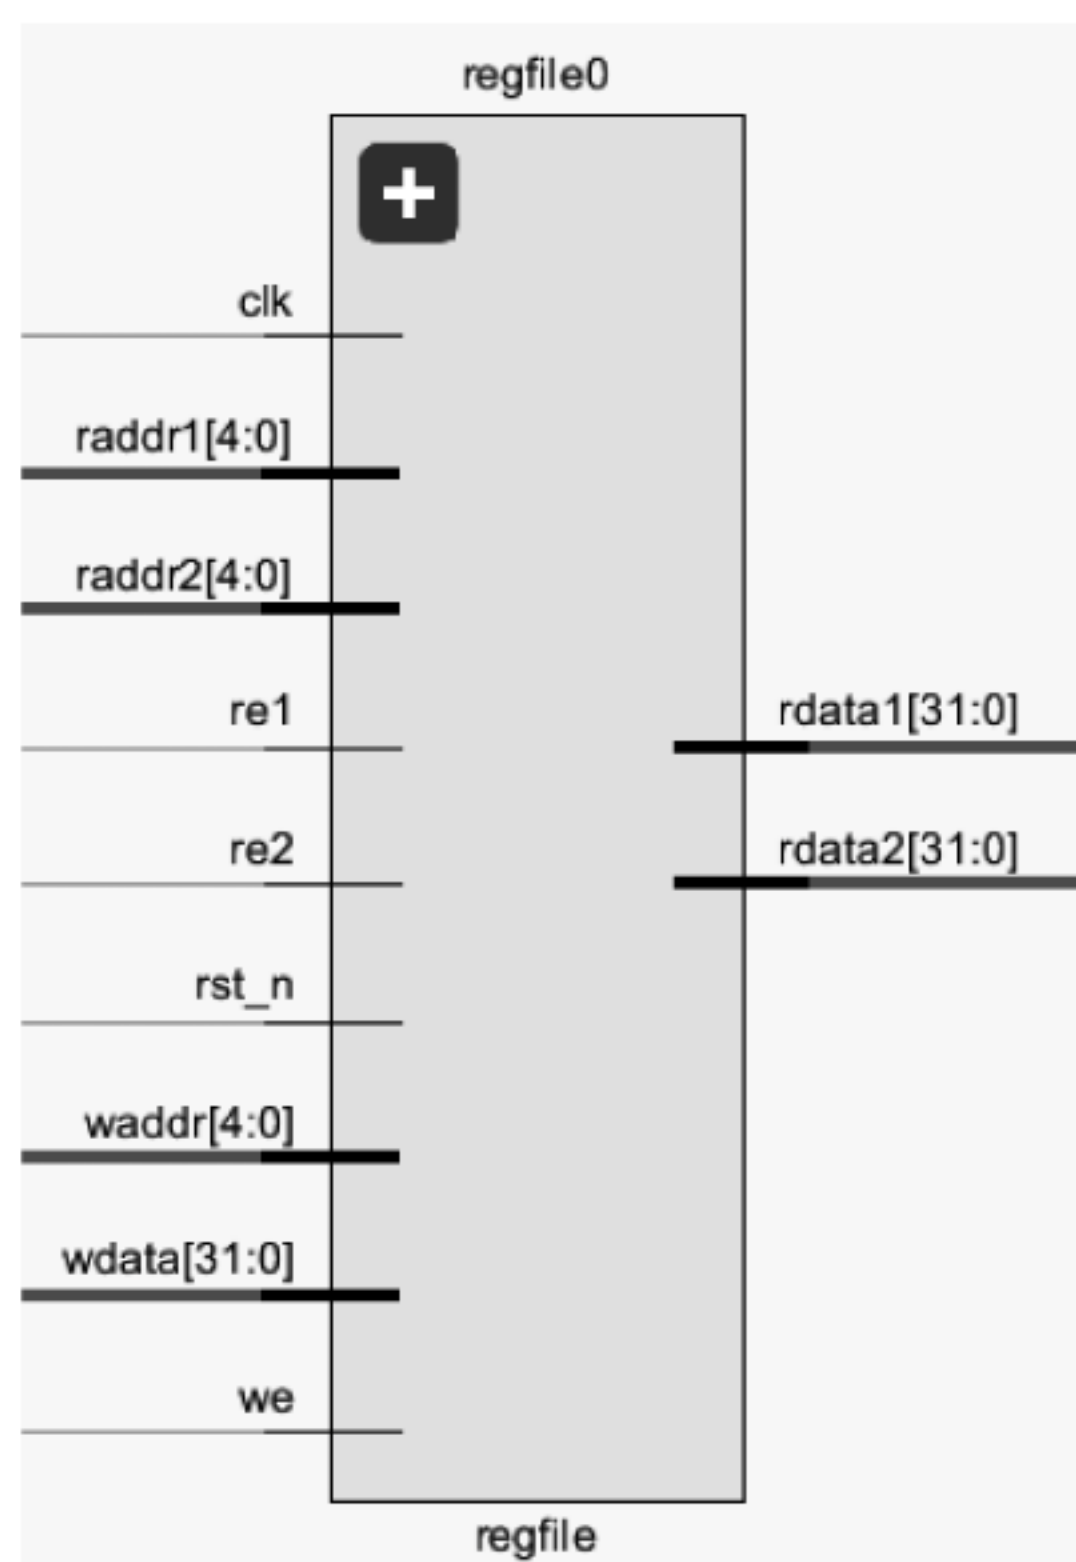 regfile0
clk
raddr1[4:0]
raddr2[4:0]
re1
rdata1[31:0]
re2
rdata2[31:0]
rst_n
waddr[4:0]
wdata[31:0]
we
regfile